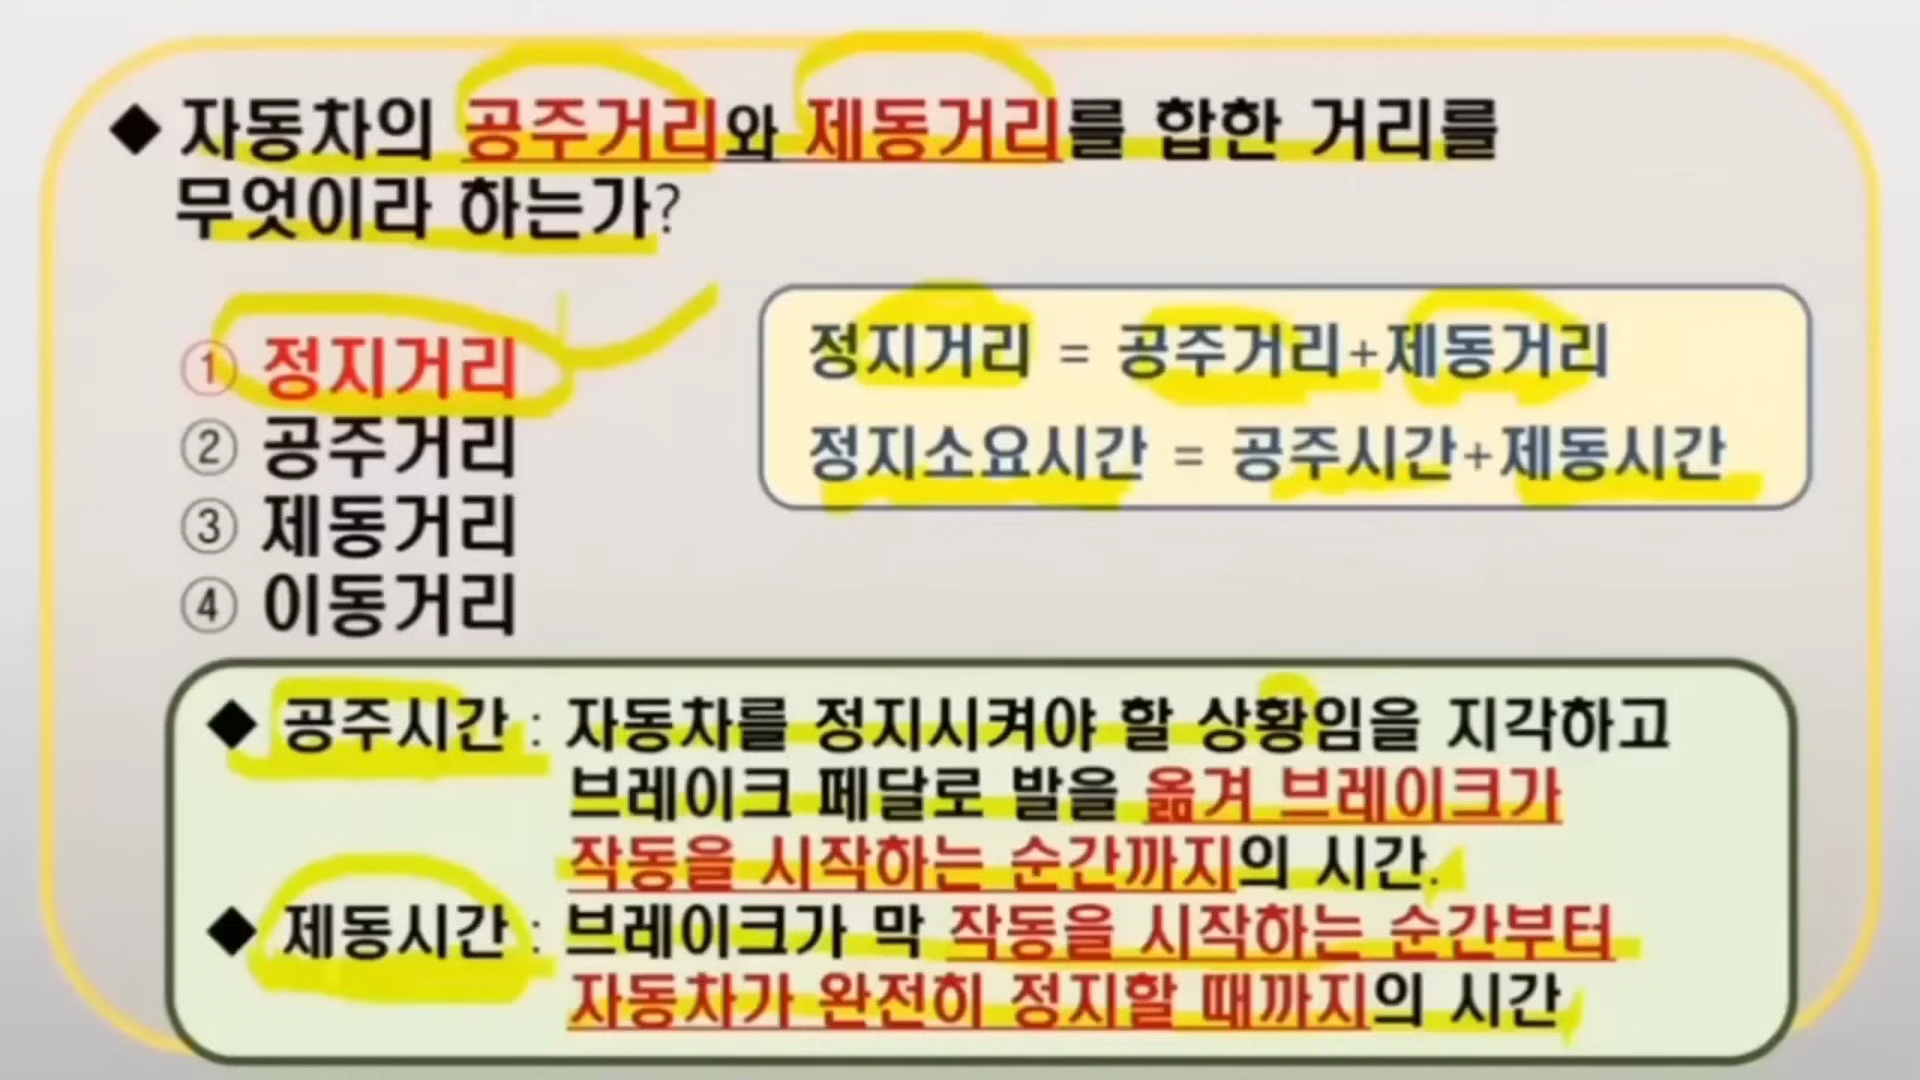 ◆ 자동차의 공주거리와 제동거리를 합한 거리를
무엇이라 하는가?
① 정지거리
② 공주거리
③ 제동거리
④ 이동거리
정지거리 = 공주거리+제동거리
정지소요시간 = 공주시간+제동시간
◆ 공주시간 : 자동차를 정지시켜야 할 상황임을 지각하고
브레이크 페달로 발을 옮겨 브레이크가
작동을 시작하는 순간까지의 시간.
◆ 제동시간 : 브레이크가 막 작동을 시작하는 순간부터
자동차가 완전히 정지할 때까지의 시간